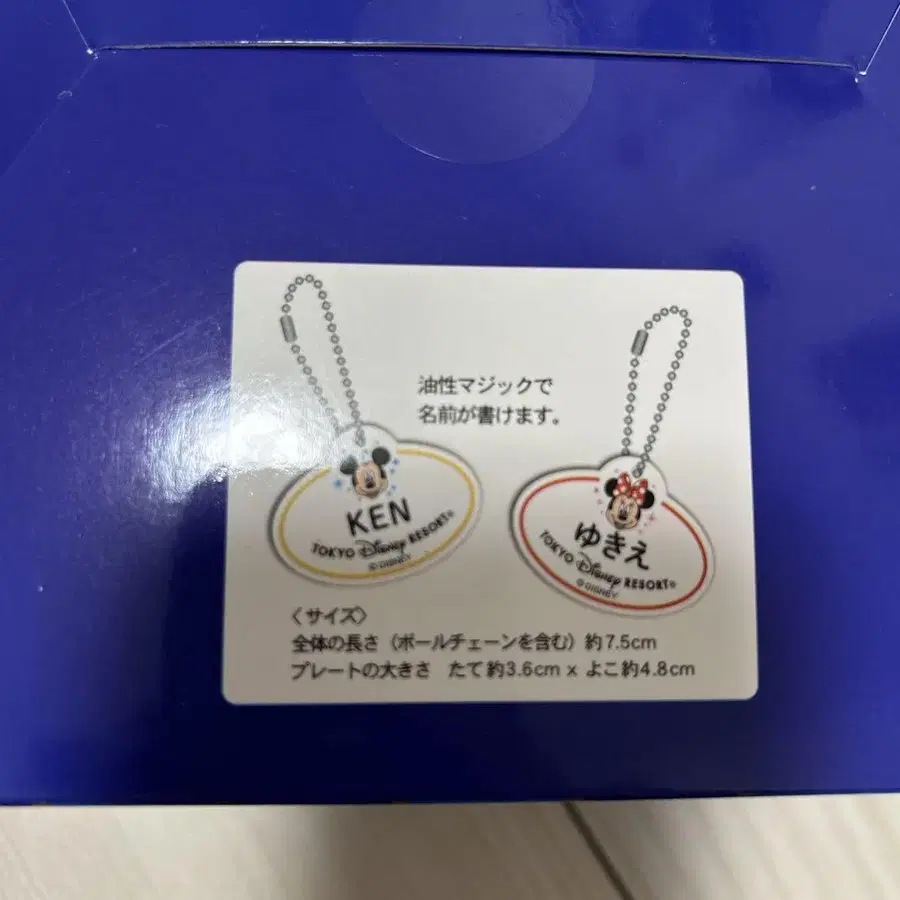 油性マジックで
名前が書けます。
KEN
TOKYO Disney RESORT®
©DISNEY
ゆきえ
TOKYO Disney RESORT®
©DISNEY
〈サイズ〉
全体の長さ（ボールチェーンを含む）約7.5cm
プレートの大きさ　たて約3.6cm x よこ約4.8cm